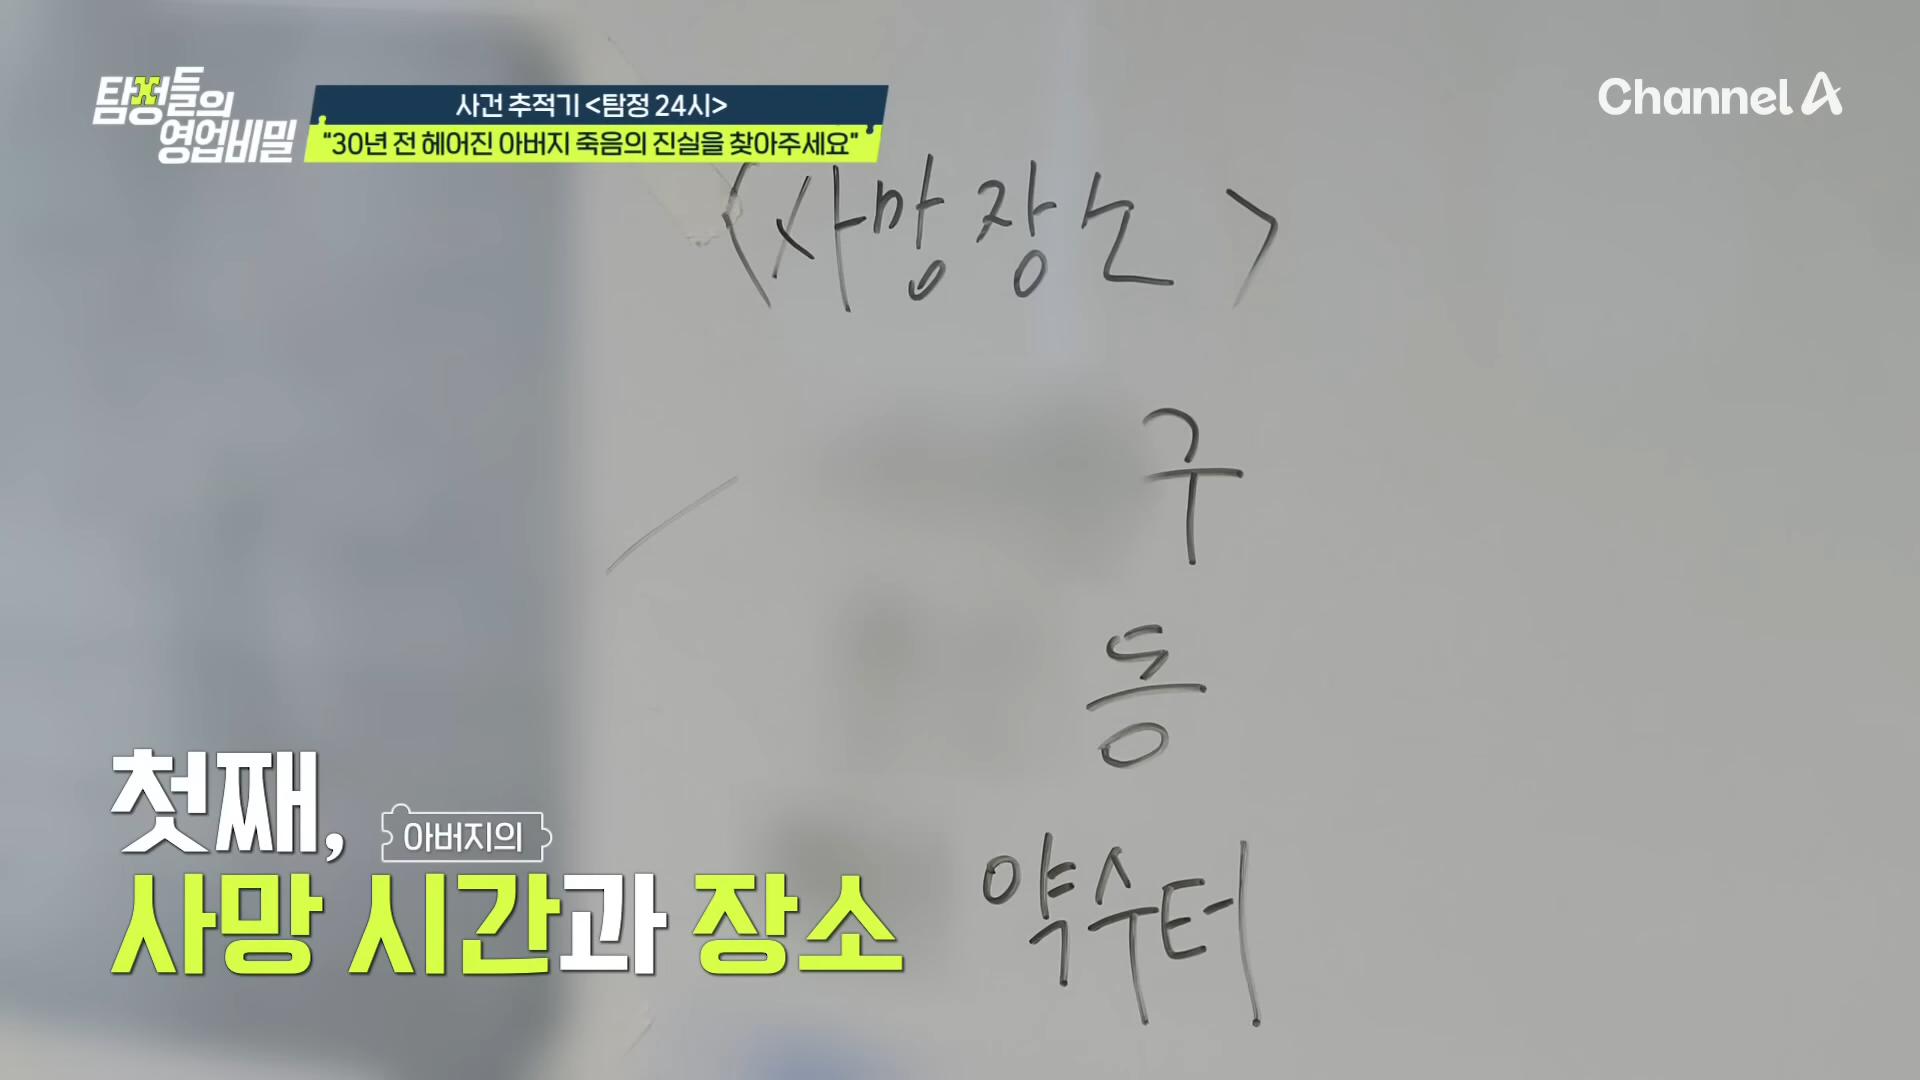 탐정들의
영업비밀
사건 추적기 <탐정 24시>
"30년 전 헤어진 아버지 죽음의 진실을 찾아주세요"
Channel A
<사망장소>
구
동
약수터
첫째, 아버지의
사망 시간과 장소